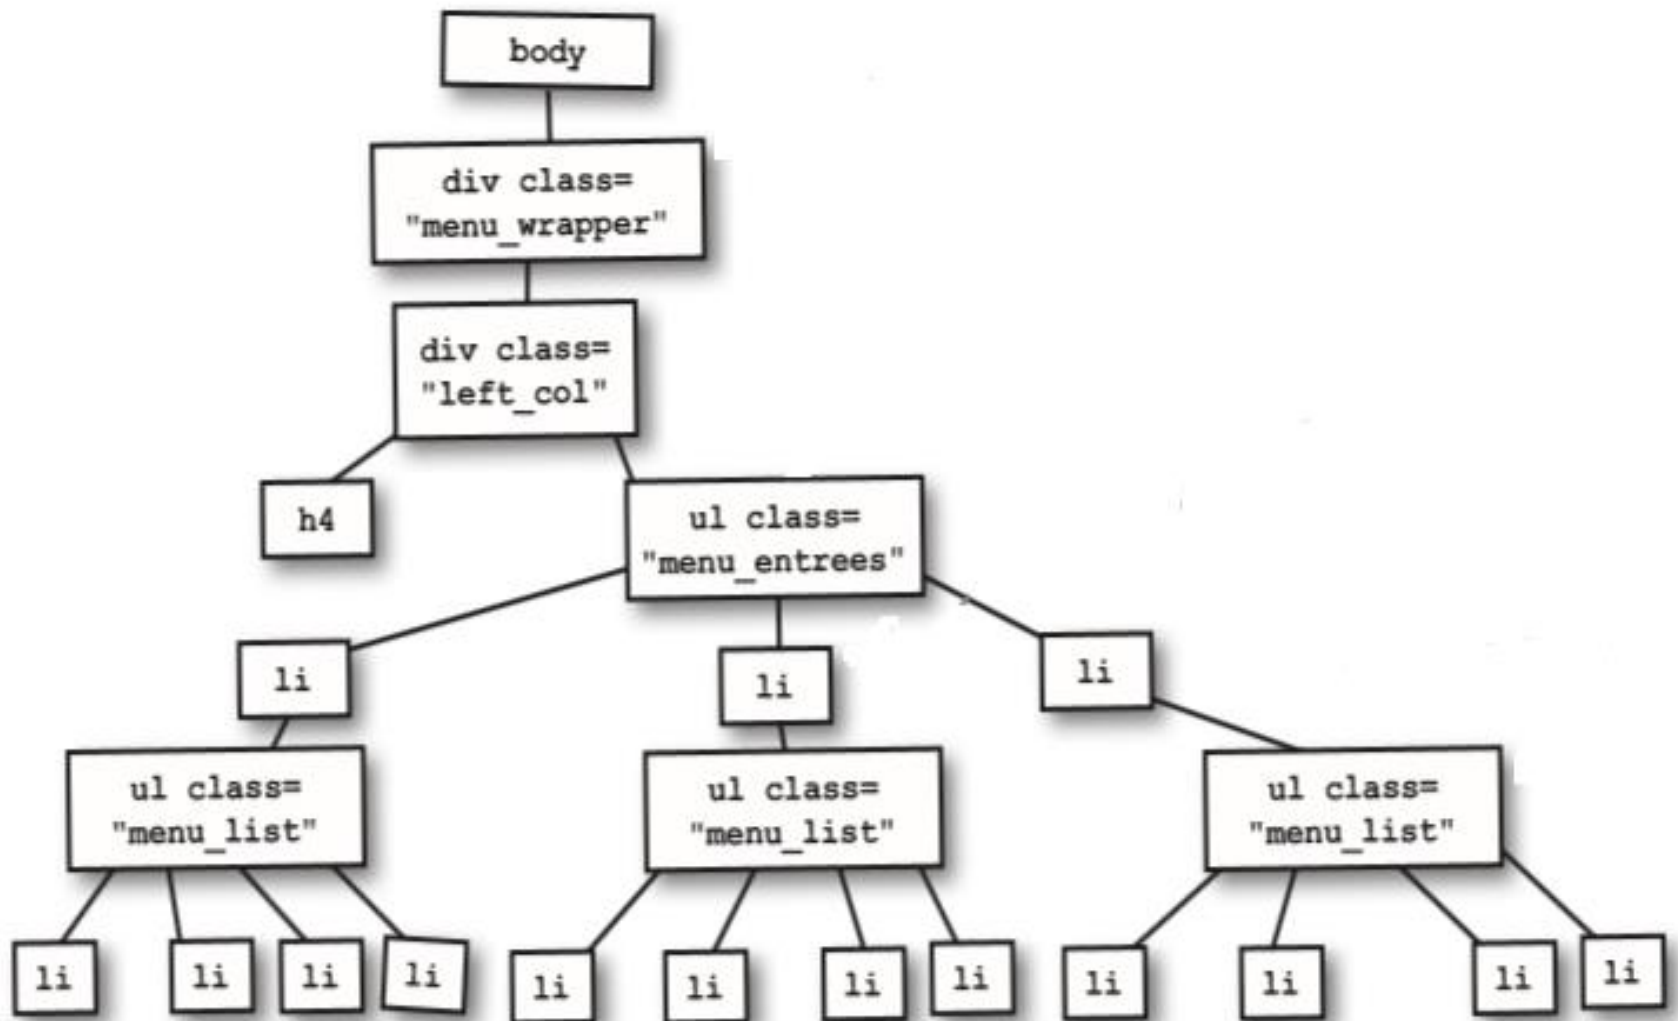 body
div class=
"menu_wrapper"
div class=
"left_col"
h4
ul class=
"menu_entrees"
li
li
li
ul class=
"menu_list"
ul class=
"menu_list"
ul class=
"menu_list"
li
li
li
li
li
li
li
li
li
li
li
li